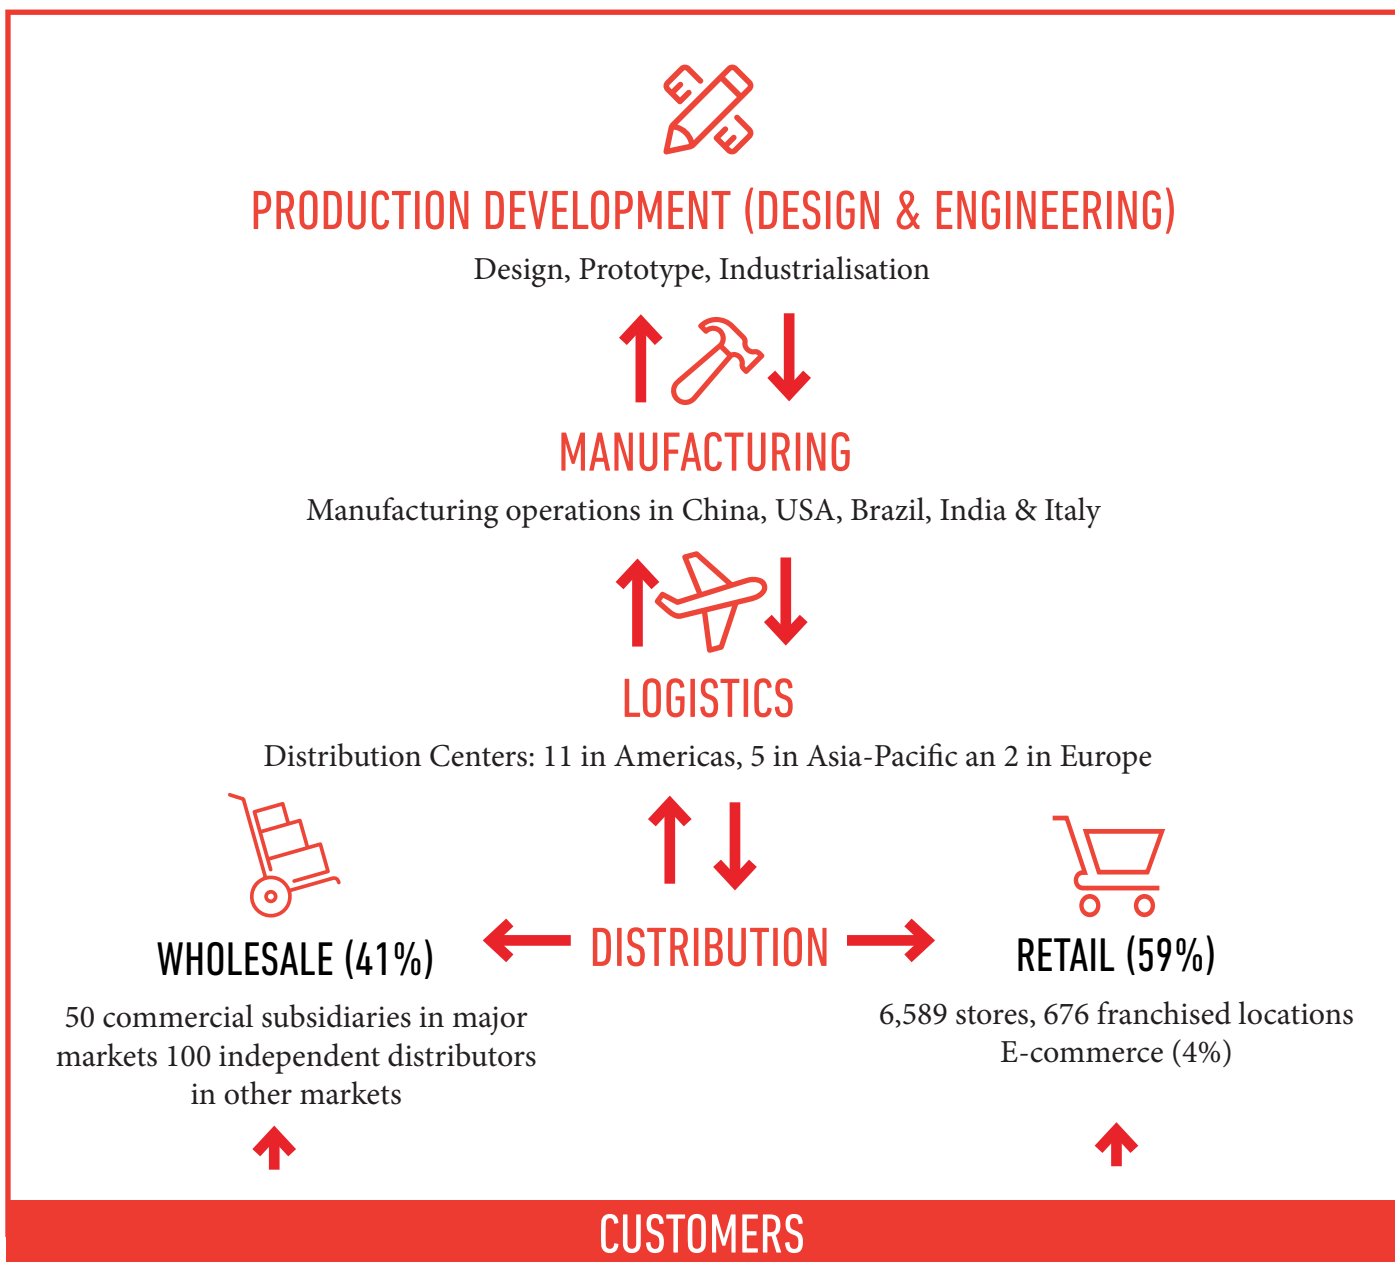 PRODUCTION DEVELOPMENT (DESIGN & ENGINEERING)
Design, Prototype, Industrialisation
MANUFACTURING
Manufacturing operations in China, USA, Brazil, India & Italy
LOGISTICS
Distribution Centers: 11 in Americas, 5 in Asia-Pacific an 2 in Europe
DISTRIBUTION
WHOLESALE (41%)
50 commercial subsidiaries in major
markets 100 independent distributors
in other markets
RETAIL (59%)
6,589 stores, 676 franchised locations
E-commerce (4%)
CUSTOMERS